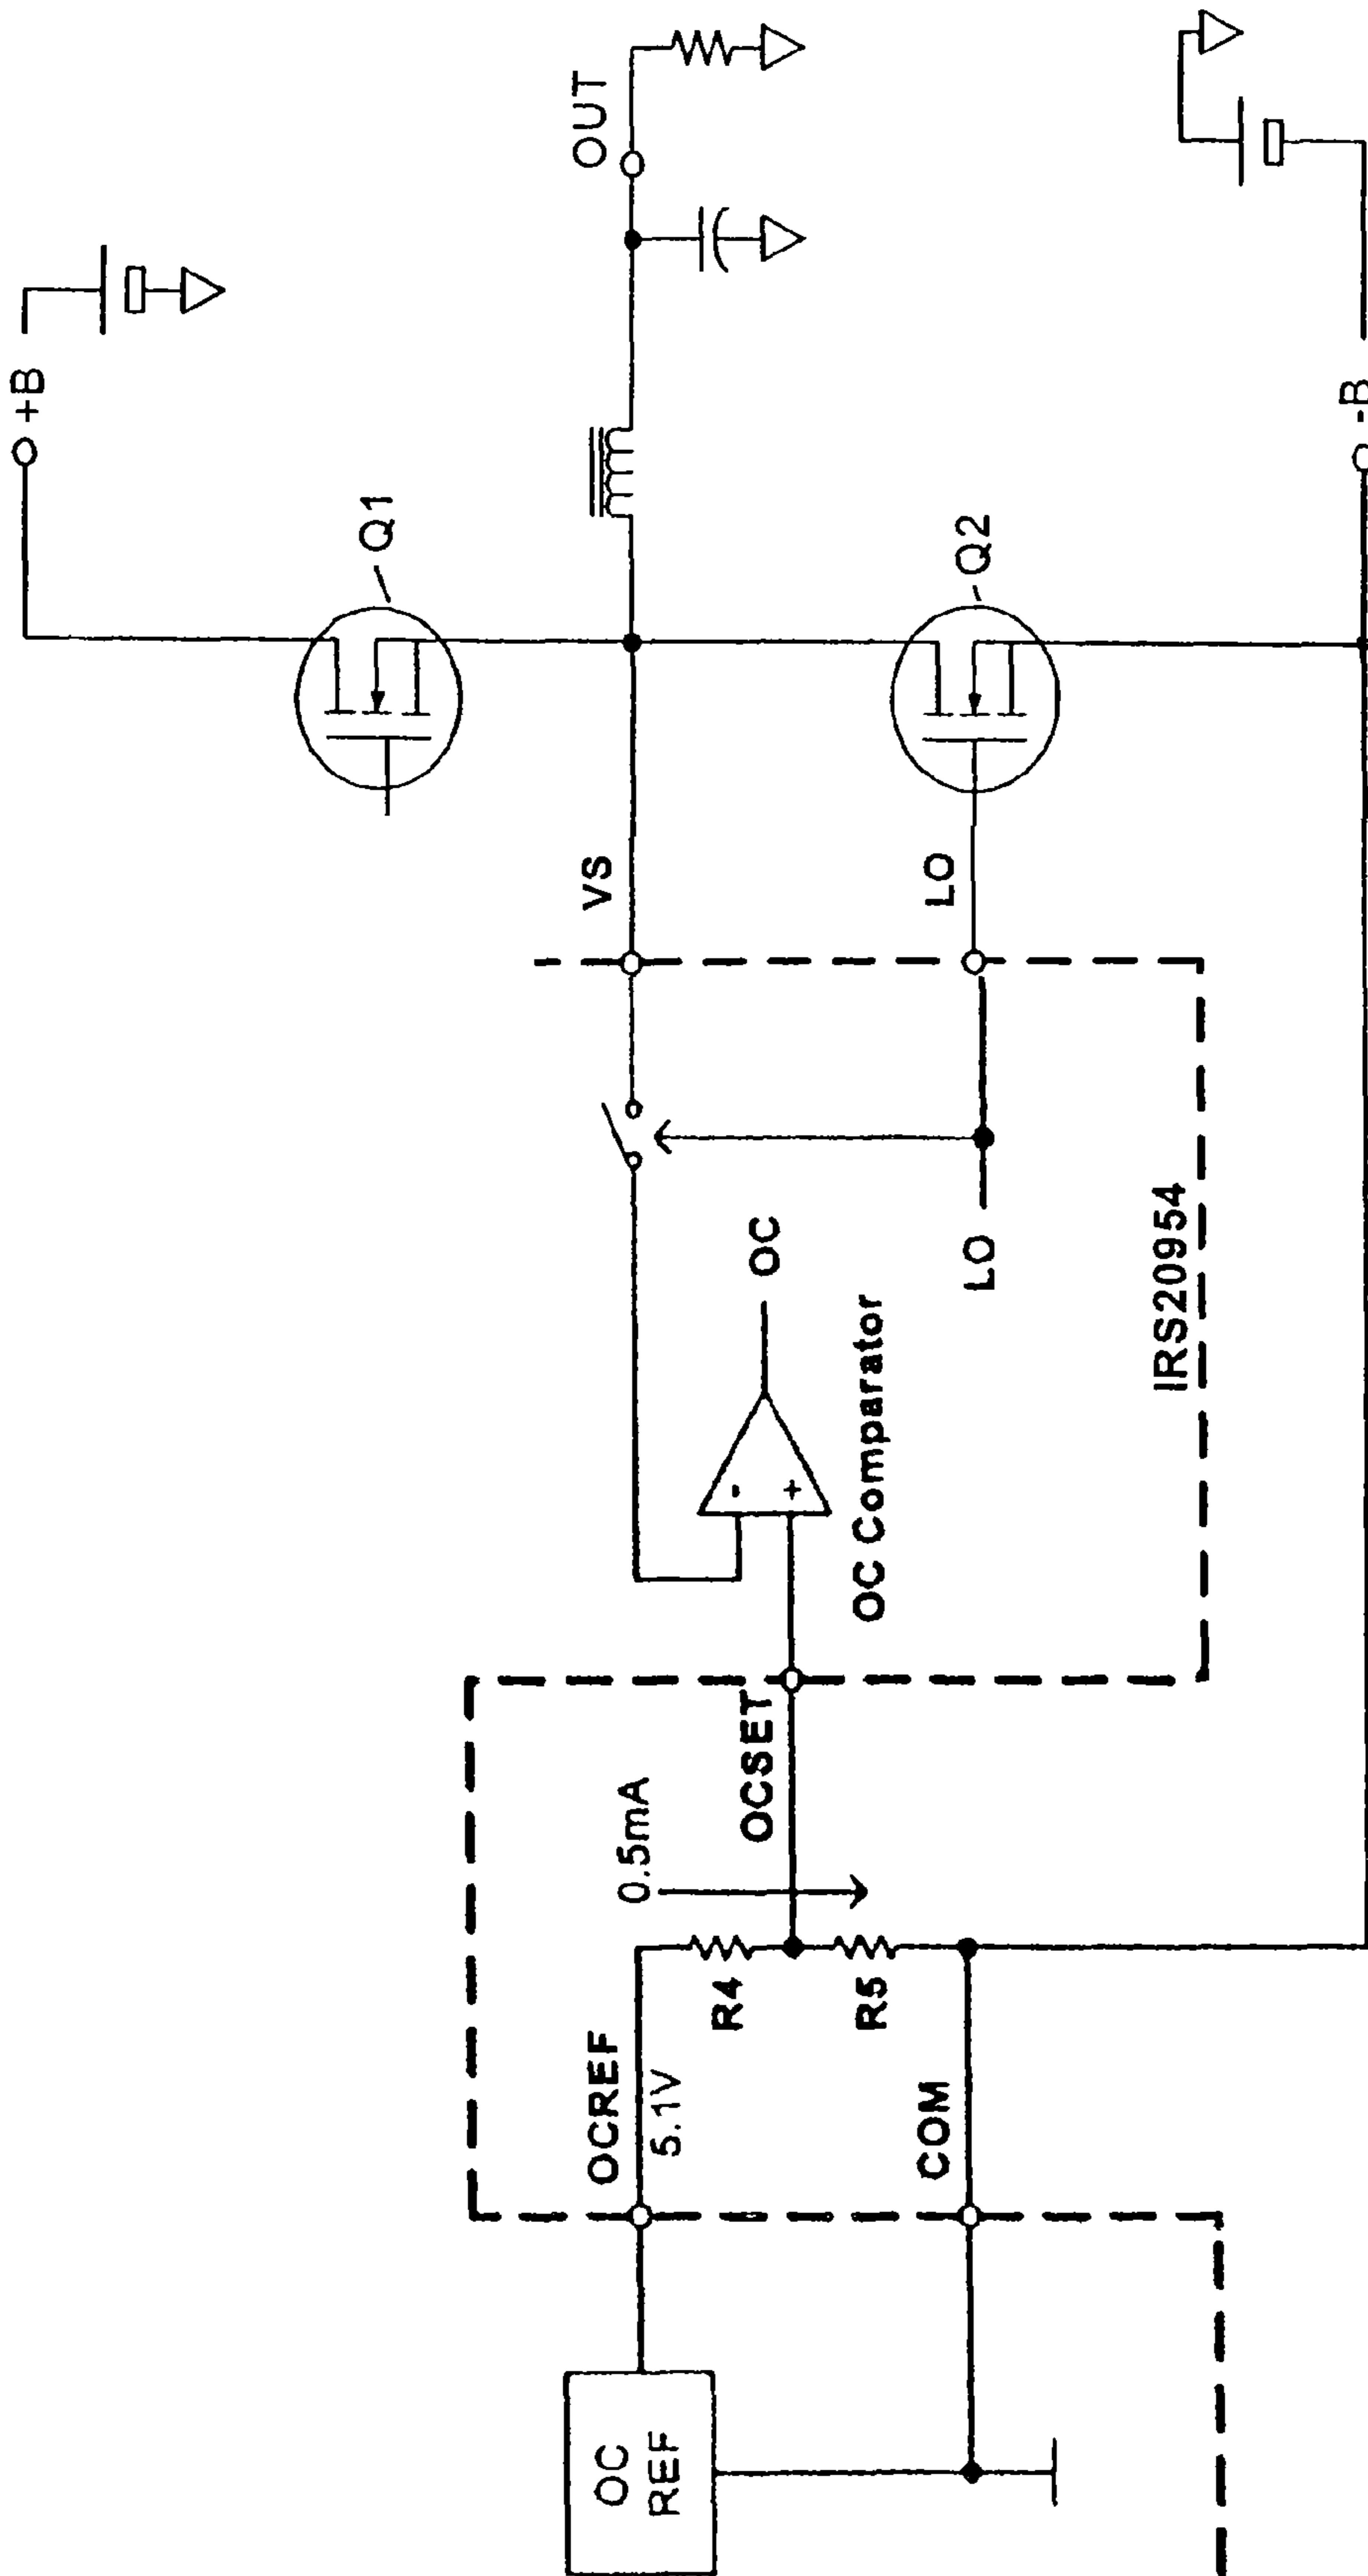 +B
Q1
OUT
VS
Q2
LO
-B
OC
OC Comparator
LO
IRS20954
0.5mA
OCSET
-
+
R4
R5
OCREF
5.1V
COM
OC
REF